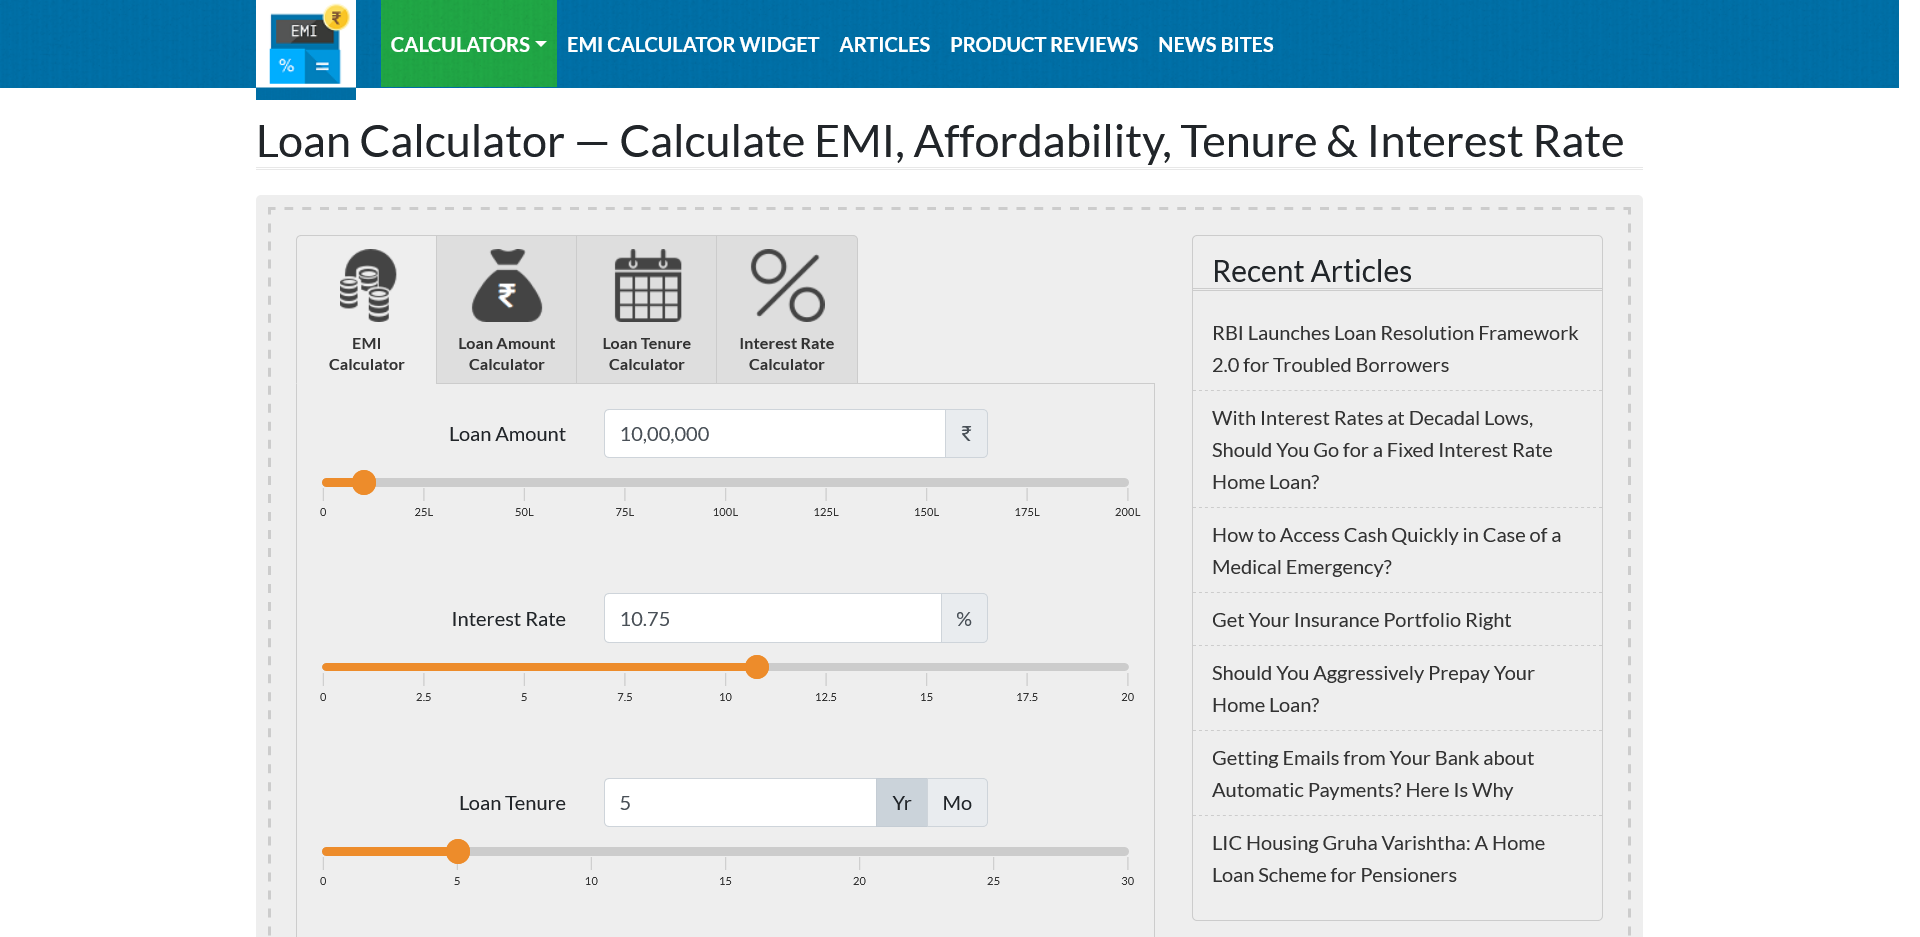 EMI
₹
%
=
CALCULATORS
EMI CALCULATOR WIDGET
ARTICLES
PRODUCT REVIEWS
NEWS BITES
Loan Calculator — Calculate EMI, Affordability, Tenure & Interest Rate
EMI
Calculator
₹
Loan Amount
Calculator
Loan Tenure
Calculator
Interest Rate
Calculator
Loan Amount
10,00,000
₹
0 25L 50L 75L 100L 125L 150L 175L 200L
Interest Rate
10.75
%
0 2.5 5 7.5 10 12.5 15 17.5 20
Loan Tenure
5
Yr
Mo
0 5 10 15 20 25 30
Recent Articles
RBI Launches Loan Resolution Framework
2.0 for Troubled Borrowers
With Interest Rates at Decadal Lows,
Should You Go for a Fixed Interest Rate
Home Loan?
How to Access Cash Quickly in Case of a
Medical Emergency?
Get Your Insurance Portfolio Right
Should You Aggressively Prepay Your
Home Loan?
Getting Emails from Your Bank about
Automatic Payments? Here Is Why
LIC Housing Gruha Varishtha: A Home
Loan Scheme for Pensioners